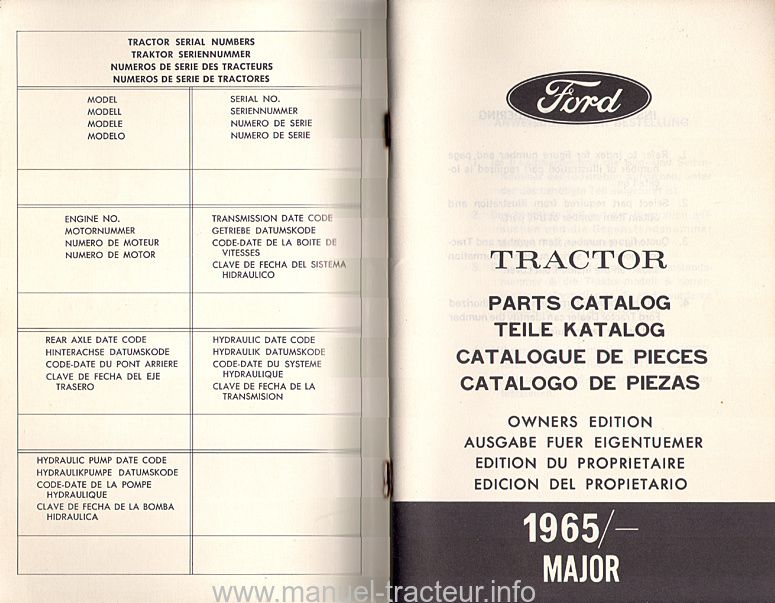 TRACTOR SERIAL NUMBERS
TRAKTOR SERIENNUMMER
NUMEROS DE SERIE DES TRACTEURS
NUMEROS DE SERIE DE TRACTORES
MODEL
MODELL
MODELE
MODELO
SERIAL NO.
SERIENNUMMER
NUMERO DE SERIE
NUMERO DE SERIE
ENGINE NO.
MOTORNUMMER
NUMERO DE MOTEUR
NUMERO DE MOTOR
TRANSMISSION DATE CODE
GETRIEBE DATUMSKODE
CODE-DATE DE LA BOITE DE
VITESSES
CLAVE DE FECHA DEL SISTEMA
HIDRAULICO
REAR AXLE DATE CODE
HINTERACHSE DATUMSKODE
CODE-DATE DU PONT ARRIERE
CLAVE DE FECHA DEL EJE
TRASERO
HYDRAULIC DATE CODE
HYDRAULIK DATUMSKODE
CODE-DATE DU SYSTEME
HYDRAULIQUE
CLAVE DE FECHA DE LA
TRANSMISION
HYDRAULIC PUMP DATE CODE
HYDRAULIKPUMPE DATUMSKODE
CODE-DATE DE LA POMPE
HYDRAULIQUE
CLAVE DE FECHA DE LA BOMBA
HIDRAULICA
Ford
TRACTOR
PARTS CATALOG
TEILE KATALOG
CATALOGUE DE PIECES
CATALOGO DE PIEZAS
OWNERS EDITION
AUSGABE FUER EIGENTUEMER
EDITION DU PROPRIETAIRE
EDICION DEL PROPIETARIO
1965/—
MAJOR
www.manuel-tracteur.info